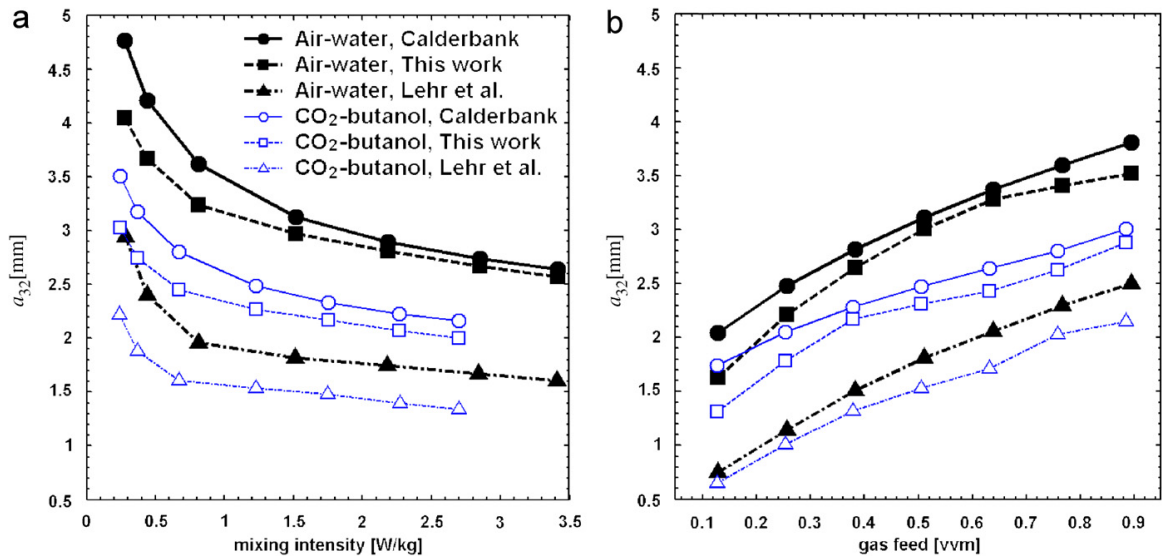 a
5
4.5
4
3.5
3
2.5
2
1.5
1
0.5
a32[mm]
0 0.5 1 1.5 2 2.5 3 3.5
mixing intensity [W/kg]
Air-water, Calderbank
Air-water, This work
Air-water, Lehr et al.
CO2-butanol, Calderbank
CO2-butanol, This work
CO2-butanol, Lehr et al.
b
5
4.5
4
3.5
3
2.5
2
1.5
1
0.5
a32[mm]
0.1 0.2 0.3 0.4 0.5 0.6 0.7 0.8 0.9
gas feed [vvm]